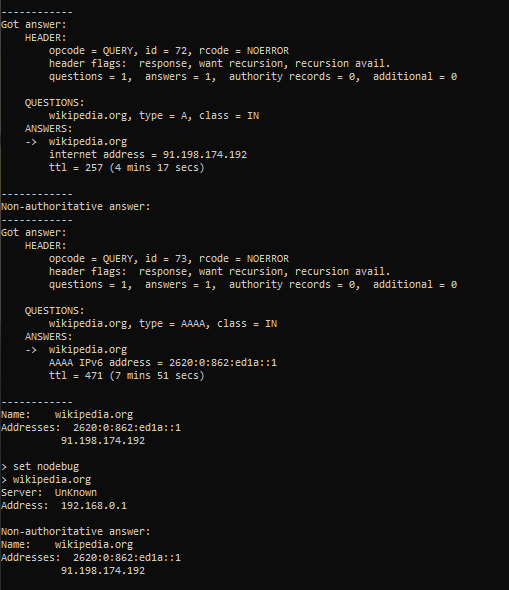 ------------
Got answer:
    HEADER:
        opcode = QUERY, id = 72, rcode = NOERROR
        header flags:  response, want recursion, recursion avail.
        questions = 1,  answers = 1,  authority records = 0,  additional = 0

    QUESTIONS:
        wikipedia.org, type = A, class = IN
    ANSWERS:
    ->  wikipedia.org
        internet address = 91.198.174.192
        ttl = 257 (4 mins 17 secs)

------------
Non-authoritative answer:
------------
Got answer:
    HEADER:
        opcode = QUERY, id = 73, rcode = NOERROR
        header flags:  response, want recursion, recursion avail.
        questions = 1,  answers = 1,  authority records = 0,  additional = 0

    QUESTIONS:
        wikipedia.org, type = AAAA, class = IN
    ANSWERS:
    ->  wikipedia.org
        AAAA IPv6 address = 2620:0:862:ed1a::1
        ttl = 471 (7 mins 51 secs)

------------
Name:    wikipedia.org
Addresses:  2620:0:862:ed1a::1
          91.198.174.192

> set nodebug
> wikipedia.org
Server:  UnKnown
Address:  192.168.0.1

Non-authoritative answer:
Name:    wikipedia.org
Addresses:  2620:0:862:ed1a::1
          91.198.174.192